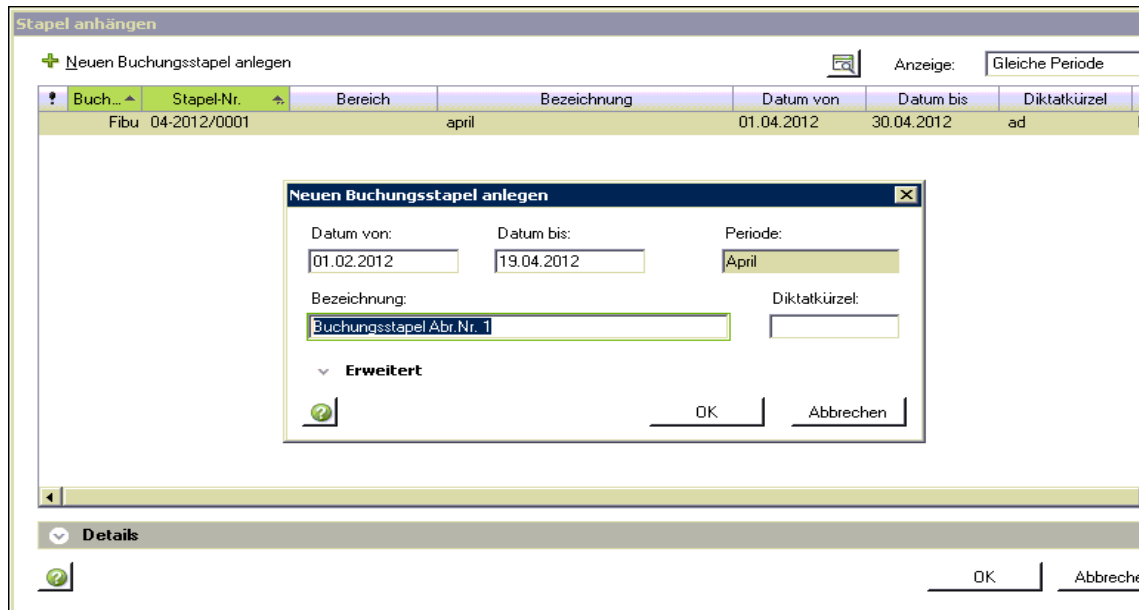 Stapel anhängen
Neuen Buchungsstapel anlegen Anzeige: Gleiche Periode
! Buch... Stapel-Nr. Bereich Bezeichnung Datum von Datum bis Diktatkürzel
Fibu 04-2012/0001 april 01.04.2012 30.04.2012 ad
Neuen Buchungsstapel anlegen
Datum von: Datum bis: Periode:
01.02.2012 19.04.2012 April
Bezeichnung: Diktatkürzel:
Buchungsstapel Abr.Nr. 1
Erweitert
OK Abbrechen
Details
OK Abbreche